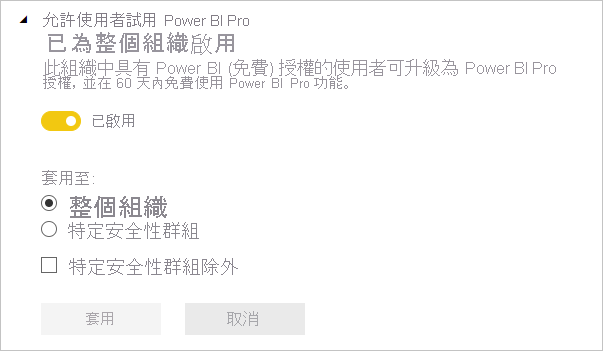 允許使用者試用 Power BI Pro
已為整個組織啟用
此組織中具有 Power BI (免費) 授權的使用者可升級為 Power BI Pro
授權，並在 60 天內免費使用 Power BI Pro 功能。
已啟用
套用至:
整個組織
特定安全性群組
特定安全性群組除外
套用
取消